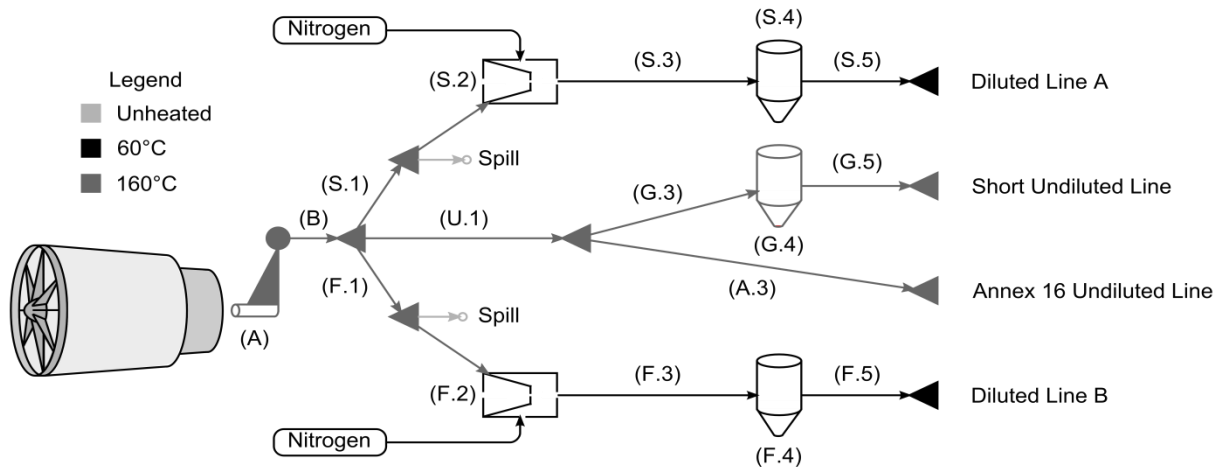 Nitrogen
(S.4)
Legend
(S.2)
(S.3)
(S.5)
Diluted Line A
Unheated
60°C
Spill
(S.1)
160°C
(G.3)
(G.5)
Short Undiluted Line
(B)
(U.1)
(G.4)
(F.1)
(A.3)
Annex 16 Undiluted Line
Spill
(A)
(F.2)
(F.3)
(F.5)
Diluted Line B
Nitrogen
(F.4)